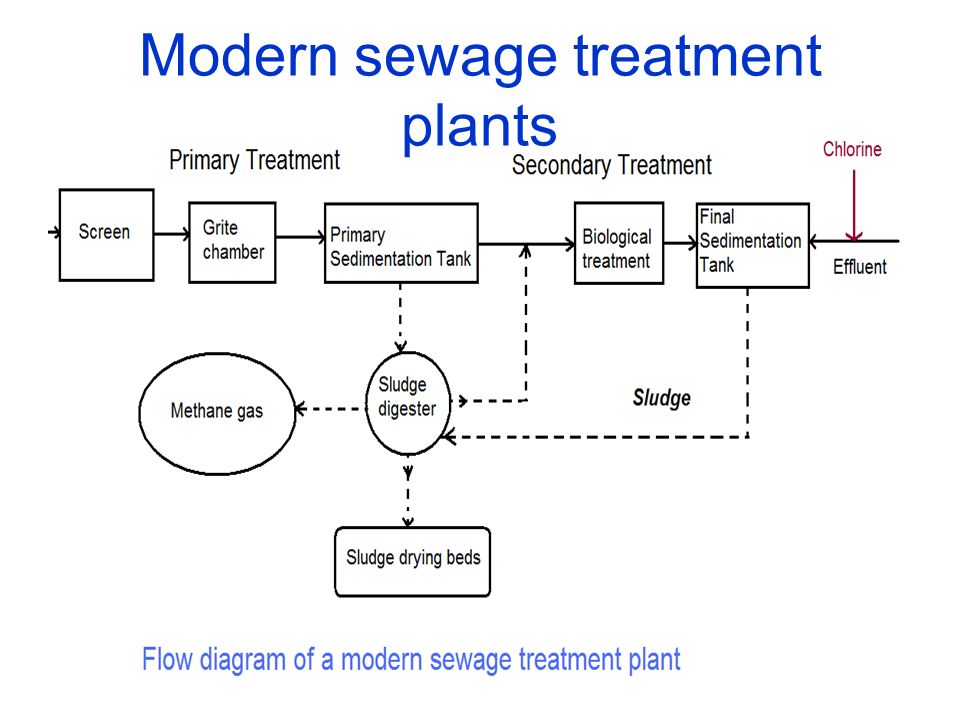 Modern sewage treatment
plants
Primary Treatment
Secondary Treatment
Chlorine
Screen
Grite
chamber
Primary
Sedimentation Tank
Biological
treatment
Final
Sedimentation
Tank
Effluent
Methane gas
Sludge
digester
Sludge
Sludge drying beds
Flow diagram of a modern sewage treatment plant